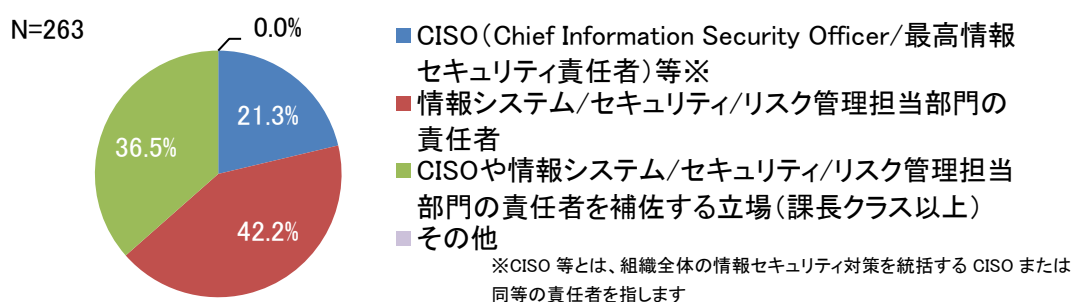 N=263
0.0%
21.3%
36.5%
42.2%
CISO（Chief Information Security Officer/最高情報
セキュリティ責任者）等※
情報システム/セキュリティ/リスク管理担当部門の
責任者
CISOや情報システム/セキュリティ/リスク管理担当
部門の責任者を補佐する立場（課長クラス以上）
その他
※CISO 等とは、組織全体の情報セキュリティ対策を統括する CISO または
同等の責任者を指します